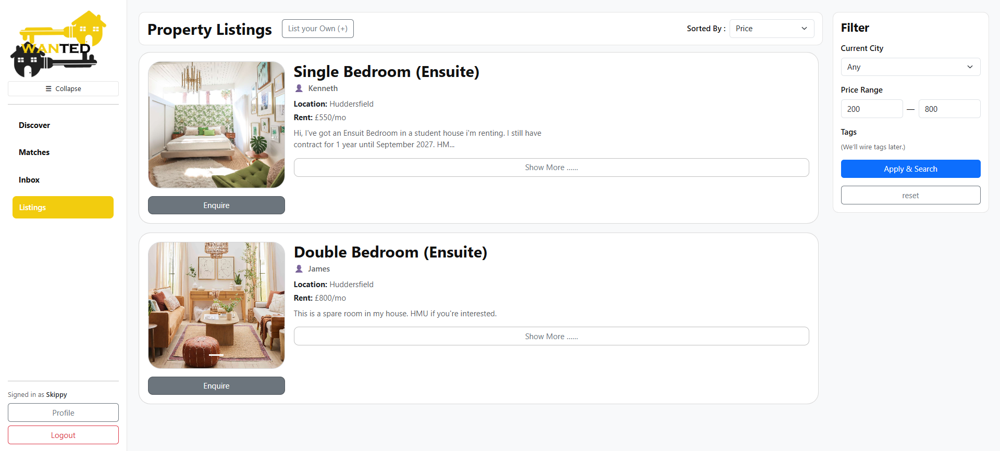 WANTED
☰ Collapse
Discover
Matches
Inbox
Listings
Signed in as Skippy
Profile
Logout
Property Listings
List your Own (+)
Sorted By :
Price
Single Bedroom (Ensuite)
Kenneth
Location: Huddersfield
Rent: £550/mo
Hi, I've got an Ensuit Bedroom in a student house i'm renting. I still have
contract for 1 year until September 2027. HM...
Show More ......
Enquire
Double Bedroom (Ensuite)
James
Location: Huddersfield
Rent: £800/mo
This is a spare room in my house. HMU if you're interested.
Show More ......
Enquire
Filter
Current City
Any
Price Range
200 — 800
Tags
(We'll wire tags later.)
Apply & Search
reset